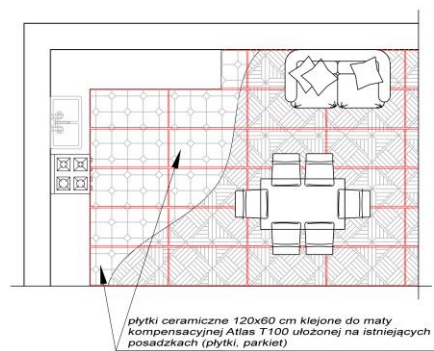 płytki ceramiczne 120x60 cm klejone do maty
kompensacyjnej Atlas T100 ułożonej na istniejących
posadzkach (płytki, parkiet)